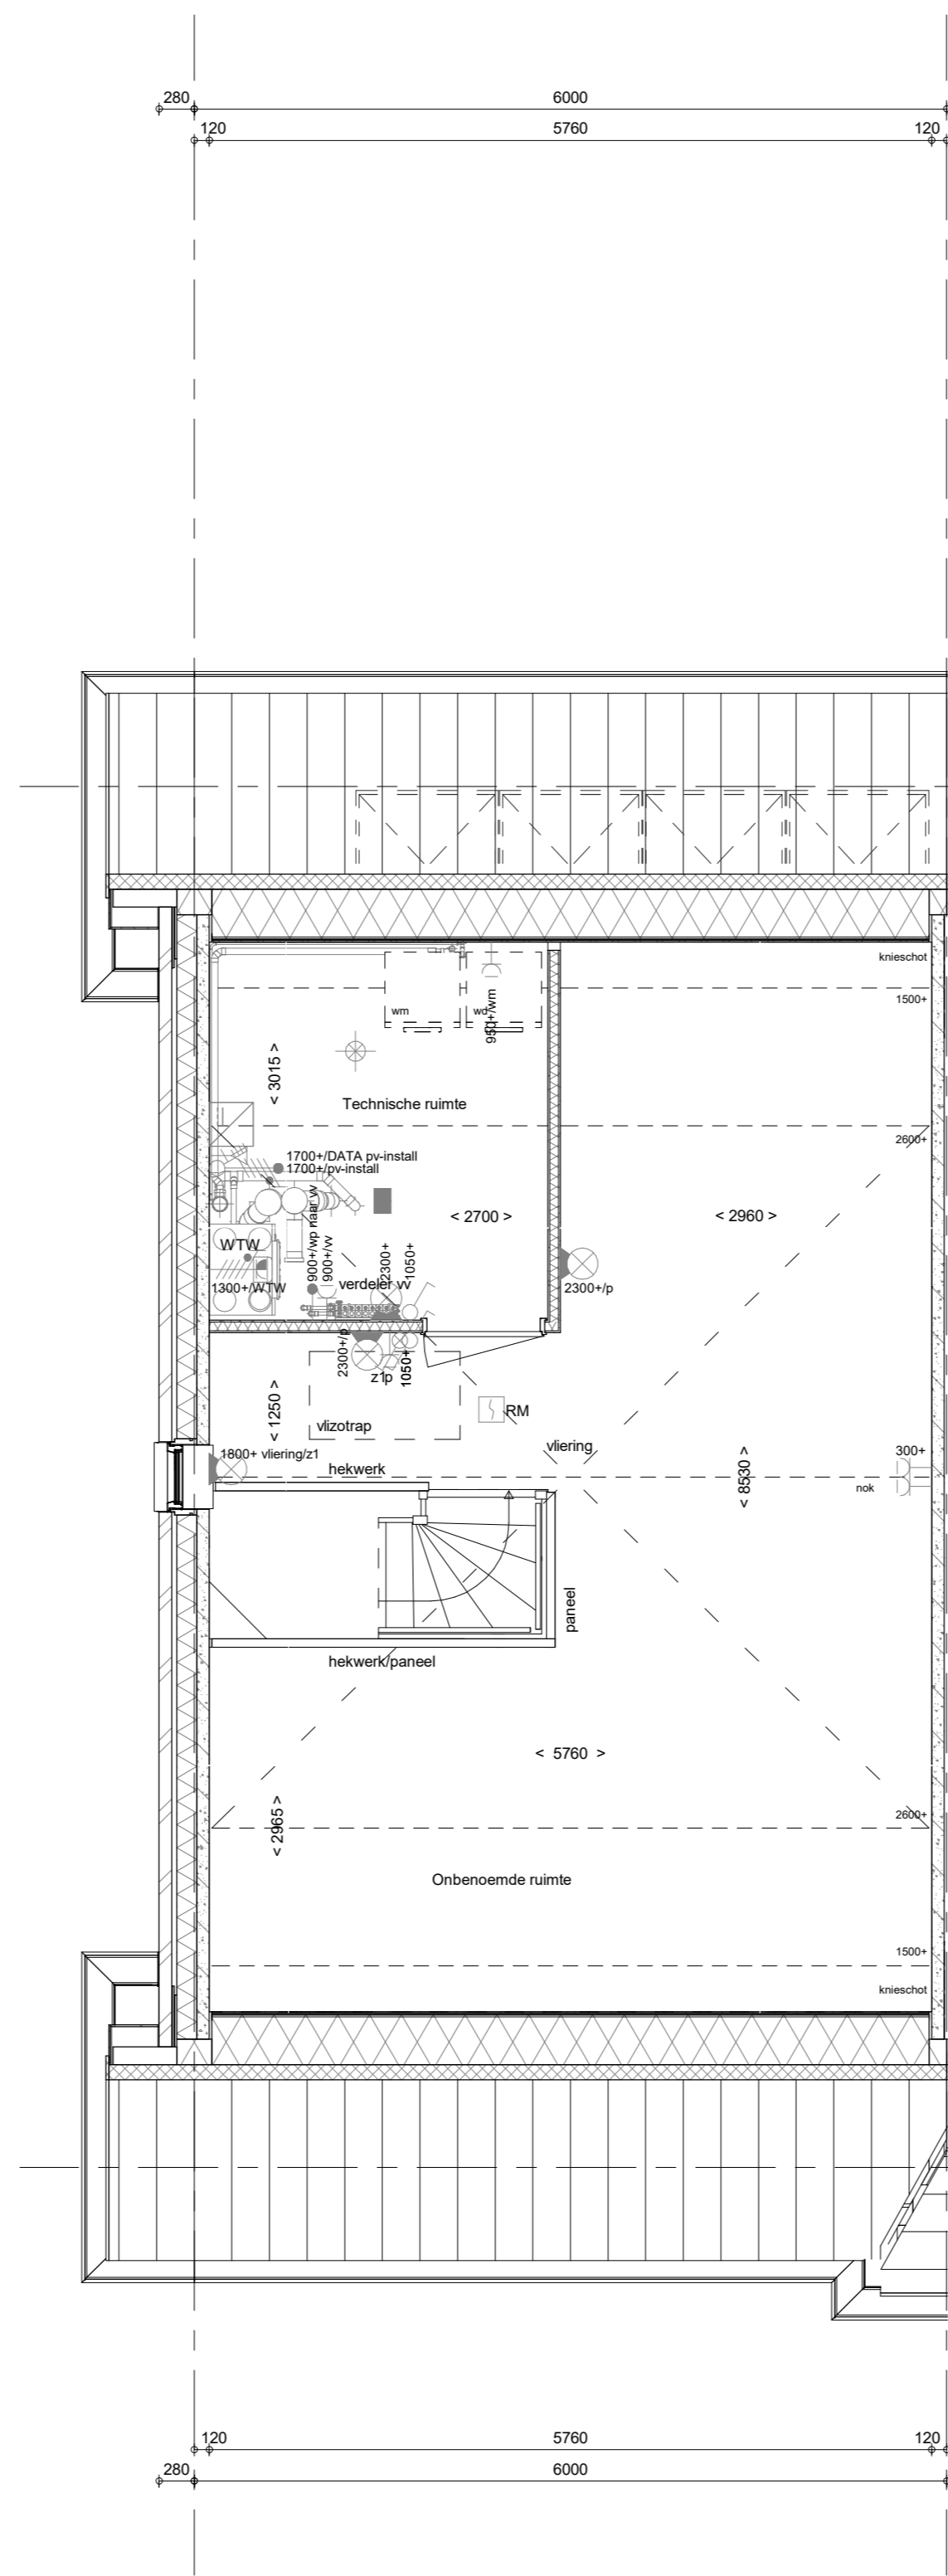 280
6000
120
5760
120
knieschot
1500+
wm
wd
950+/wm
< 3015 >
Technische ruimte
2600+
1700+/DATA pv-install
1700+/pv-install
< 2700 >
< 2960 >
WTW
1300+/WTW
900+/wp naar vv
900+/vv
verdeler vv
2300+
1050+
2300+/p
2300+/p
z1p
1050+
< 1250 >
vlizotrap
RM
vliering
1800+ vliering/z1
hekwerk
300+
nok
< 8530 >
paneel
hekwerk/paneel
< 5760 >
< 2965 >
2600+
Onbenoemde ruimte
1500+
knieschot
120
5760
120
280
6000